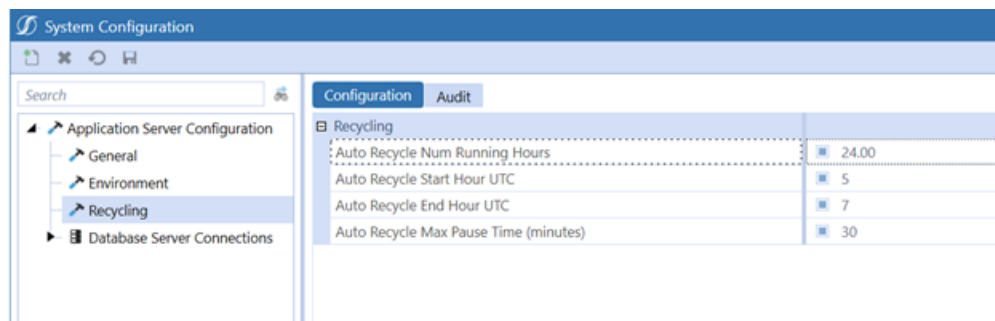 System Configuration
Search
Configuration
Audit
Application Server Configuration
General
Environment
Recycling
Database Server Connections
Recycling
Auto Recycle Num Running Hours 24.00
Auto Recycle Start Hour UTC 5
Auto Recycle End Hour UTC 7
Auto Recycle Max Pause Time (minutes) 30